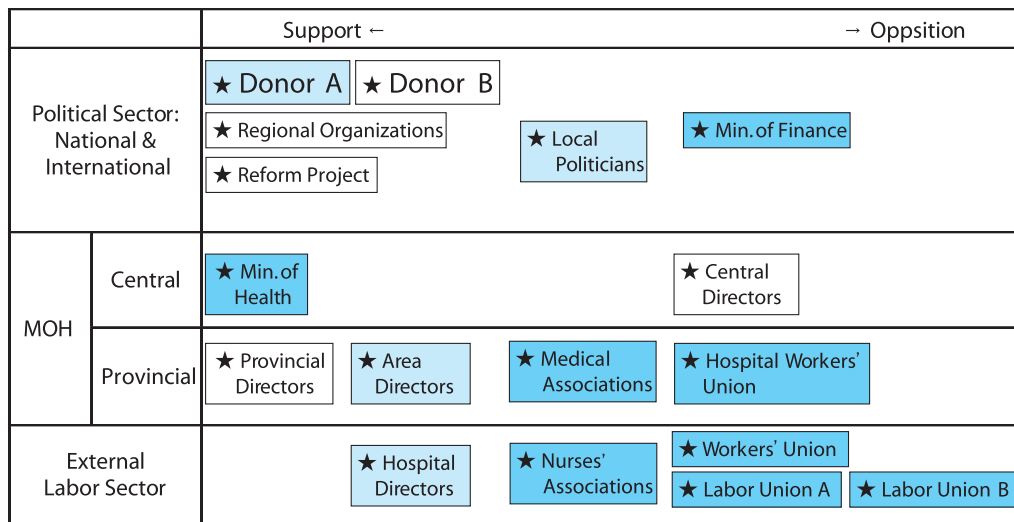 Support ←
→ Oppsition
Political Sector:
National &
International
★ Donor A
★ Donor B
★ Regional Organizations
★ Reform Project
★ Local
Politicians
★ Min. of Finance
MOH
Central
★ Min. of
Health
★ Central
Directors
Provincial
★ Provincial
Directors
★ Area
Directors
★ Medical
Associations
★ Hospital Workers'
Union
External
Labor Sector
★ Hospital
Directors
★ Nurses'
Associations
★ Workers' Union
★ Labor Union A
★ Labor Union B